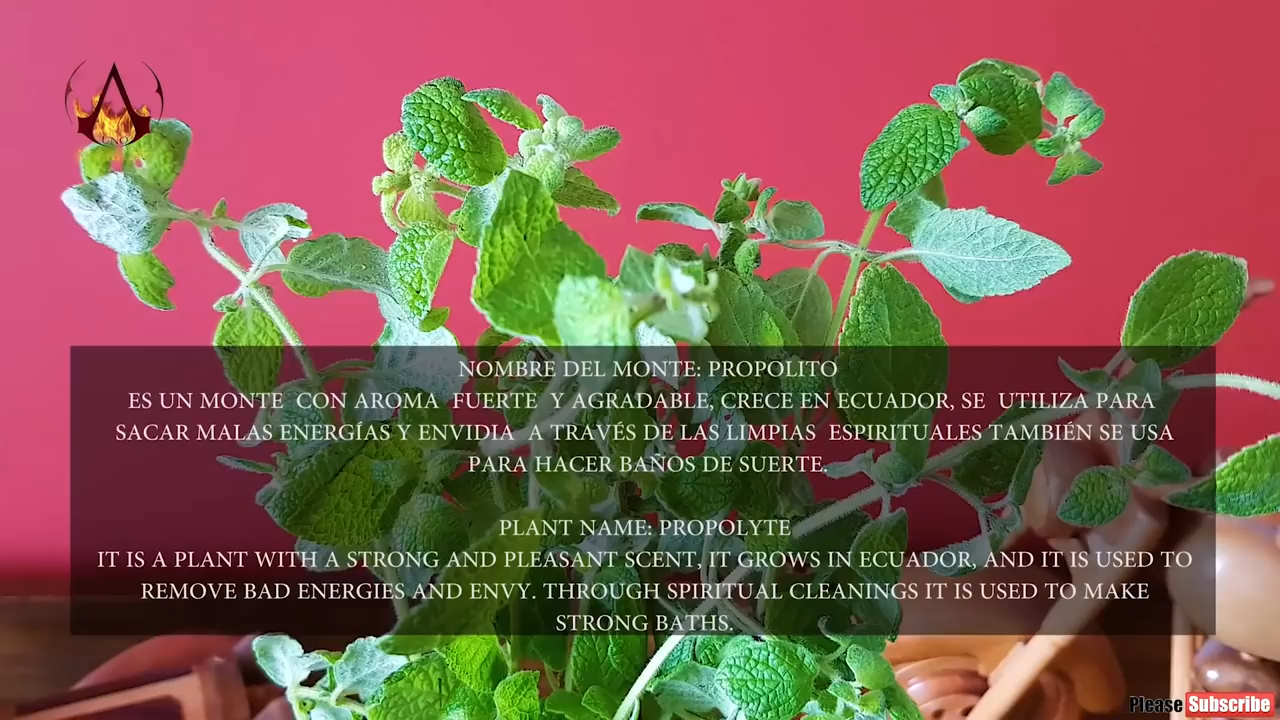 UNO
NOMBRE DEL MONTE: PROPOLITO
ES UN MONTE CON AROMA FUERTE Y AGRADABLE, CRECE EN ECUADOR, SE UTILIZA PARA
SACAR MALAS ENERGÍAS Y ENVIDIA A TRAVÉS DE LAS LIMPIAS ESPIRITUALES TAMBIÉN SE USA
PARA HACER BAÑOS DE SUERTE.
PLANT NAME: PROPOLYTE
IT IS A PLANT WITH A STRONG AND PLEASANT SCENT, IT GROWS IN ECUADOR, AND IT IS USED TO
REMOVE BAD ENERGIES AND ENVY. THROUGH SPIRITUAL CLEANINGS IT IS USED TO MAKE
STRONG BATHS.
Please Subscribe